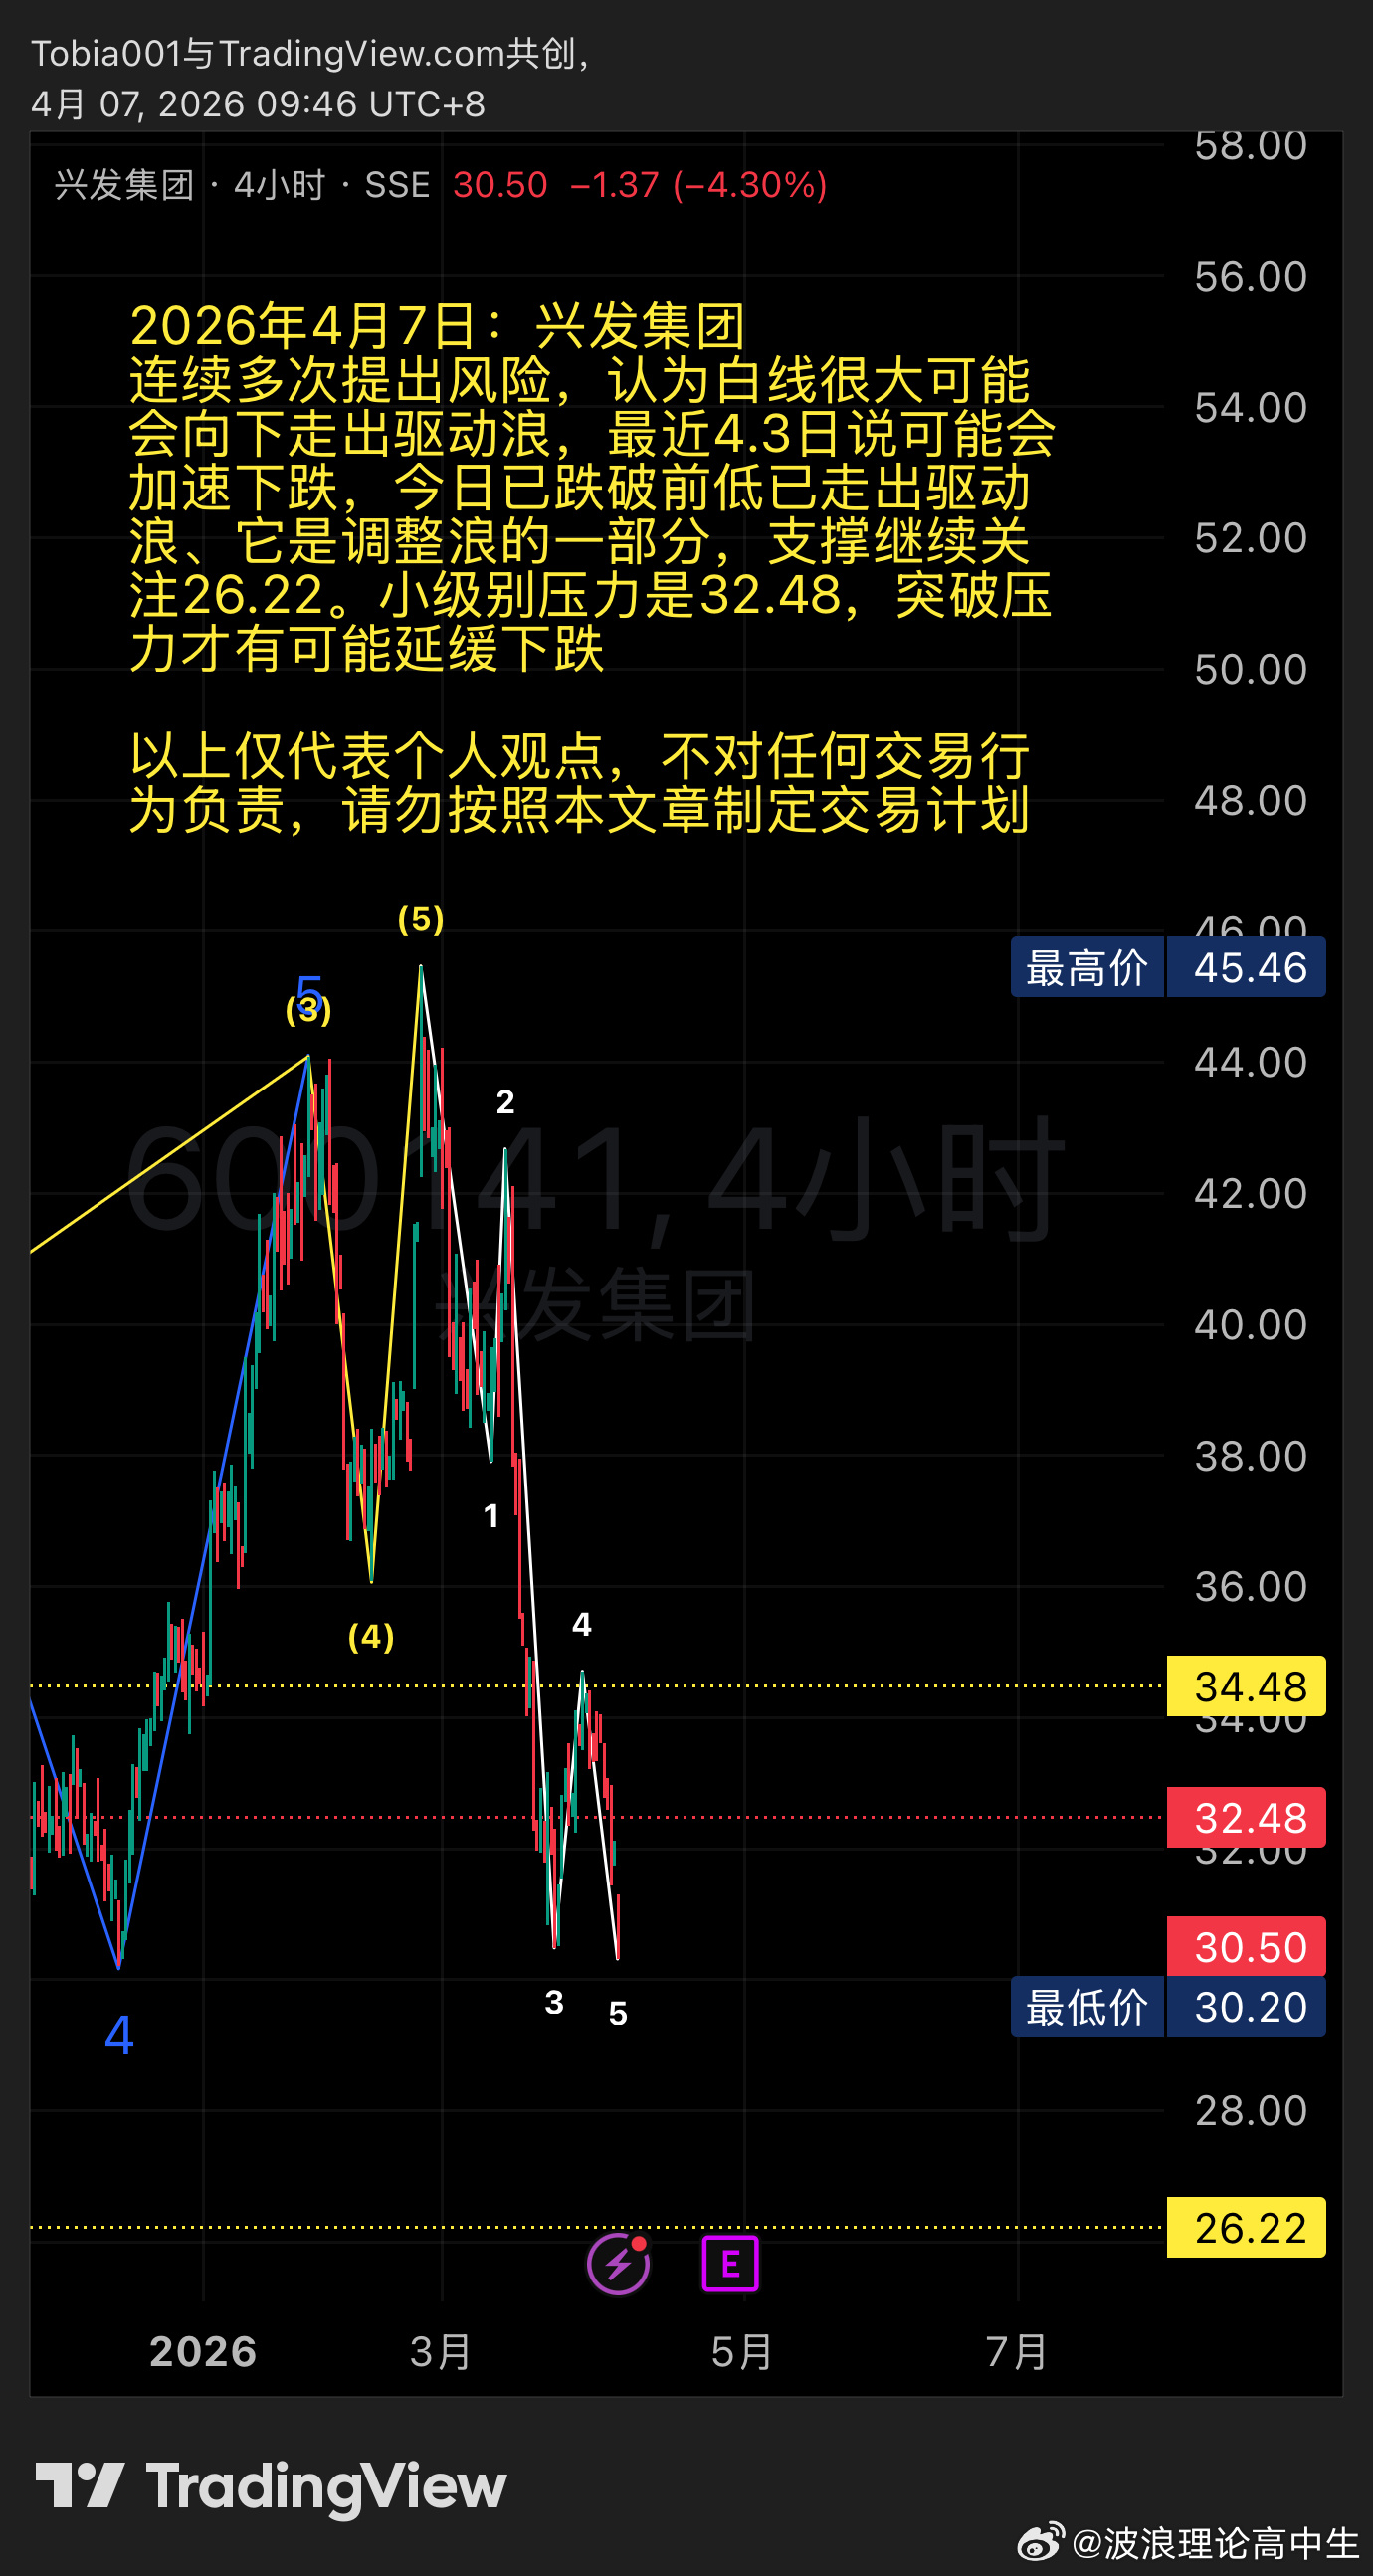 Tobia001与TradingView.com共创，
4月 07, 2026 09:46 UTC+8
58.00
兴发集团 · 4小时 · SSE 30.50 −1.37 (−4.30%)
56.00
2026年4月7日：兴发集团
连续多次提出风险，认为白线很大可能
54.00
会向下走出驱动浪，最近4.3日说可能会
加速下跌，今日已跌破前低已走出驱动
52.00
浪、它是调整浪的一部分，支撑继续关
注26.22。小级别压力是32.48，突破压
力才有可能延缓下跌
50.00
以上仅代表个人观点，不对任何交易行
为负责，请勿按照本文章制定交易计划
48.00
(5)
46.00
最高价 45.46
5
(3)
44.00
2
600141, 4小时
42.00
兴发集团
40.00
38.00
1
36.00
4
(4)
34.48
34.00
32.48
32.00
30.50
3
5
最低价 30.20
4
28.00
26.22
E
2026 3月 5月 7月
TradingView
@波浪理论高中生